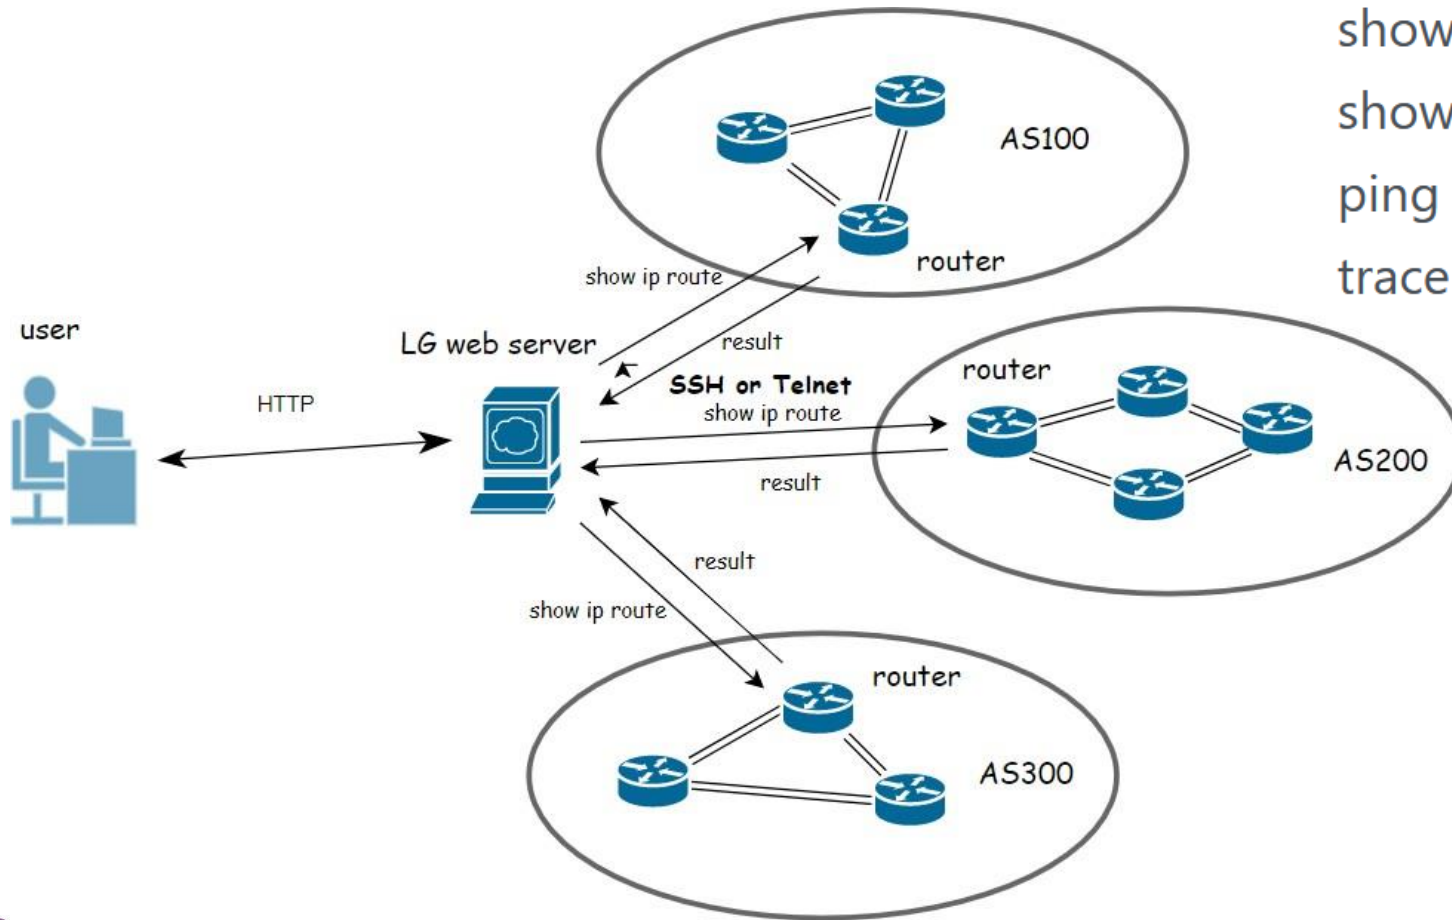 show
show
ping
trace
AS100
router
show ip route
result
user
LG web server
HTTP
SSH or Telnet
show ip route
result
router
AS200
result
show ip route
router
AS300